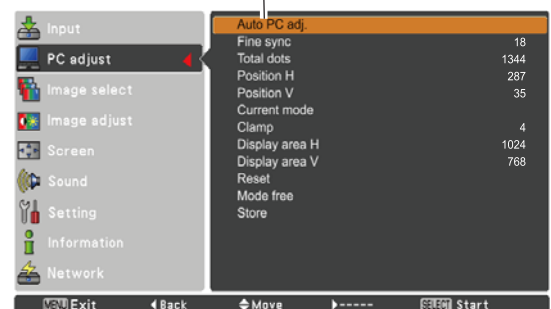 Input
PC adjust
Image select
Image adjust
Screen
Sound
Setting
Information
Network
Auto PC adj.
Fine sync 18
Total dots 1344
Position H 287
Position V 35
Current mode
Clamp 4
Display area H 1024
Display area V 768
Reset
Mode free
Store
MENU Exit ◀Back ◆Move ▶----- SELECT Start